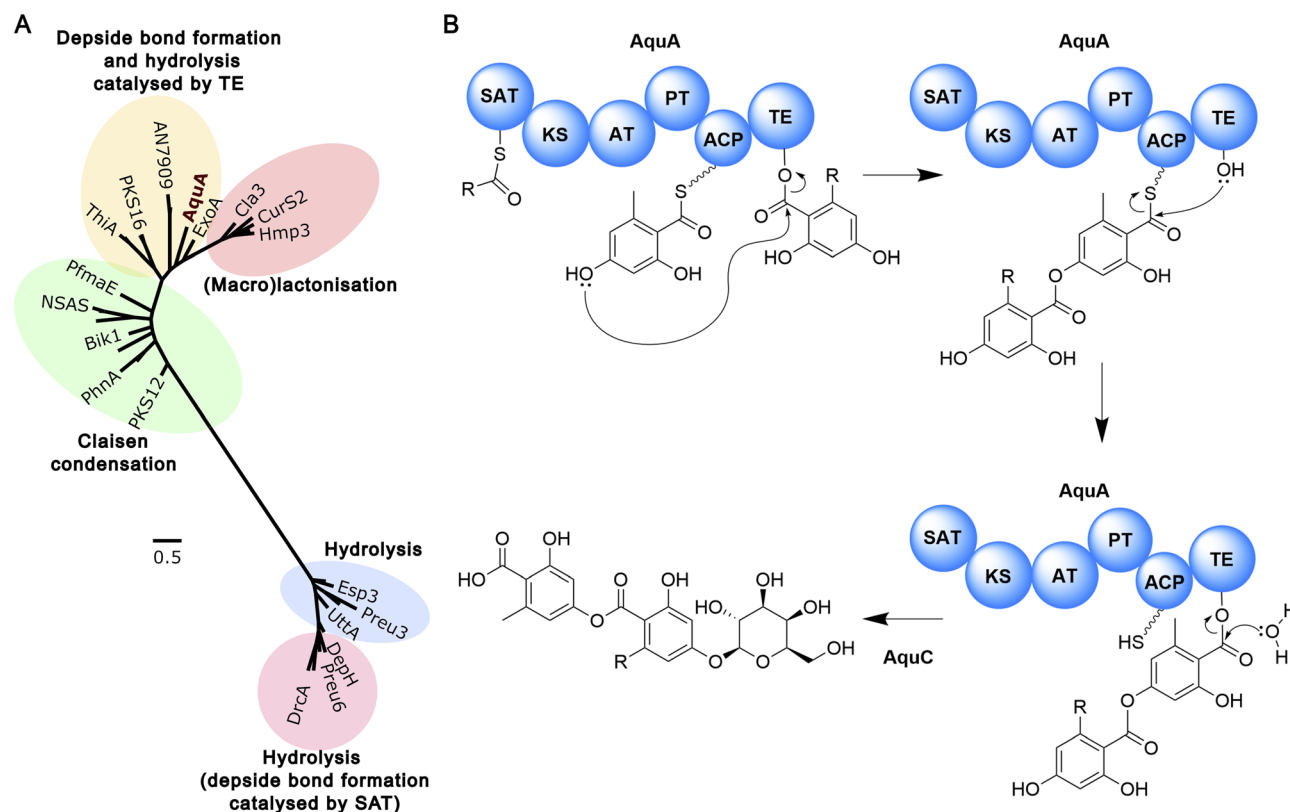 A
Depside bond formation
and hydrolysis
catalysed by TE
AN7909
PKS16
ThiA
AquA
ExoA
Cla3
CurS2
Hmp3
(Macro)lactonisation
PfmaE
NSAS
Bik1
PhnA
PKS12
Claisen
condensation
0.5
Hydrolysis
Esp3
Preu3
UttA
DepH
Preu6
DrcA
Hydrolysis
(depside bond formation
catalysed by SAT)
B
AquA
SAT
KS
AT
PT
ACP
TE
S
R
O
S
O
HO
OH
O
O
R
OH
OH
AquA
SAT
KS
AT
PT
ACP
TE
OH
S
O
OH
O
R
O
HO
OH
AquA
SAT
KS
AT
PT
ACP
TE
HS
O
O
H
O
H
OH
O
R
O
HO
OH
AquC
O
OH
HO
O
O
OH
R
O
HO
OH
OH
O
OH